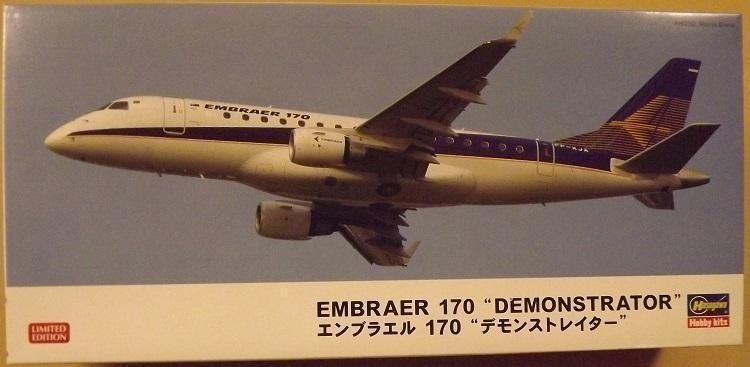 EMBRAER 170
EMBRAER 170 "DEMONSTRATOR"
エンブラエル 170 "デモンストレイター"
LIMITED
EDITION
Hasegawa
Hobby kits